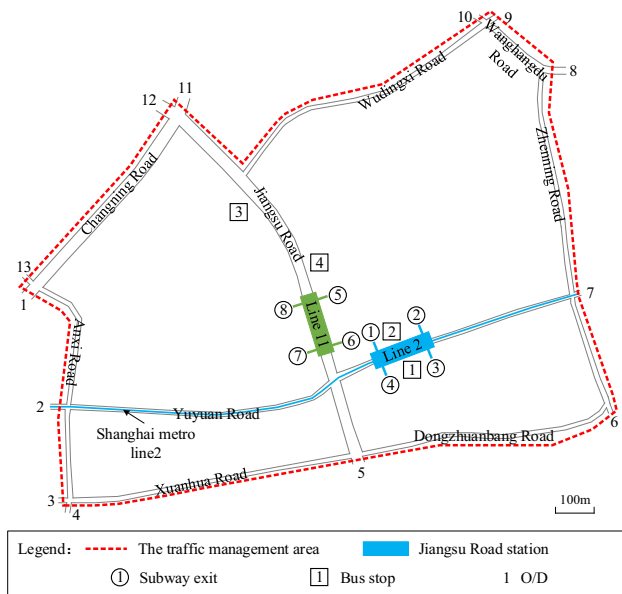 10 9
Wanghangdu
Road
8
Wudingxi Road
11
12
Zhenning Road
Changning Road
Jiangsu Road
3
4
13
1
7
8 5
Line 11
7 6
1 2 2
Line 2
4 1 3
Anxi Road
2
Yuyuan Road
Shanghai metro
line2
6
Dongzhuanbang Road
5
Xuanhua Road
3
4
100m
Legend: The traffic management area Jiangsu Road station
1 Subway exit 1 Bus stop 1 O/D